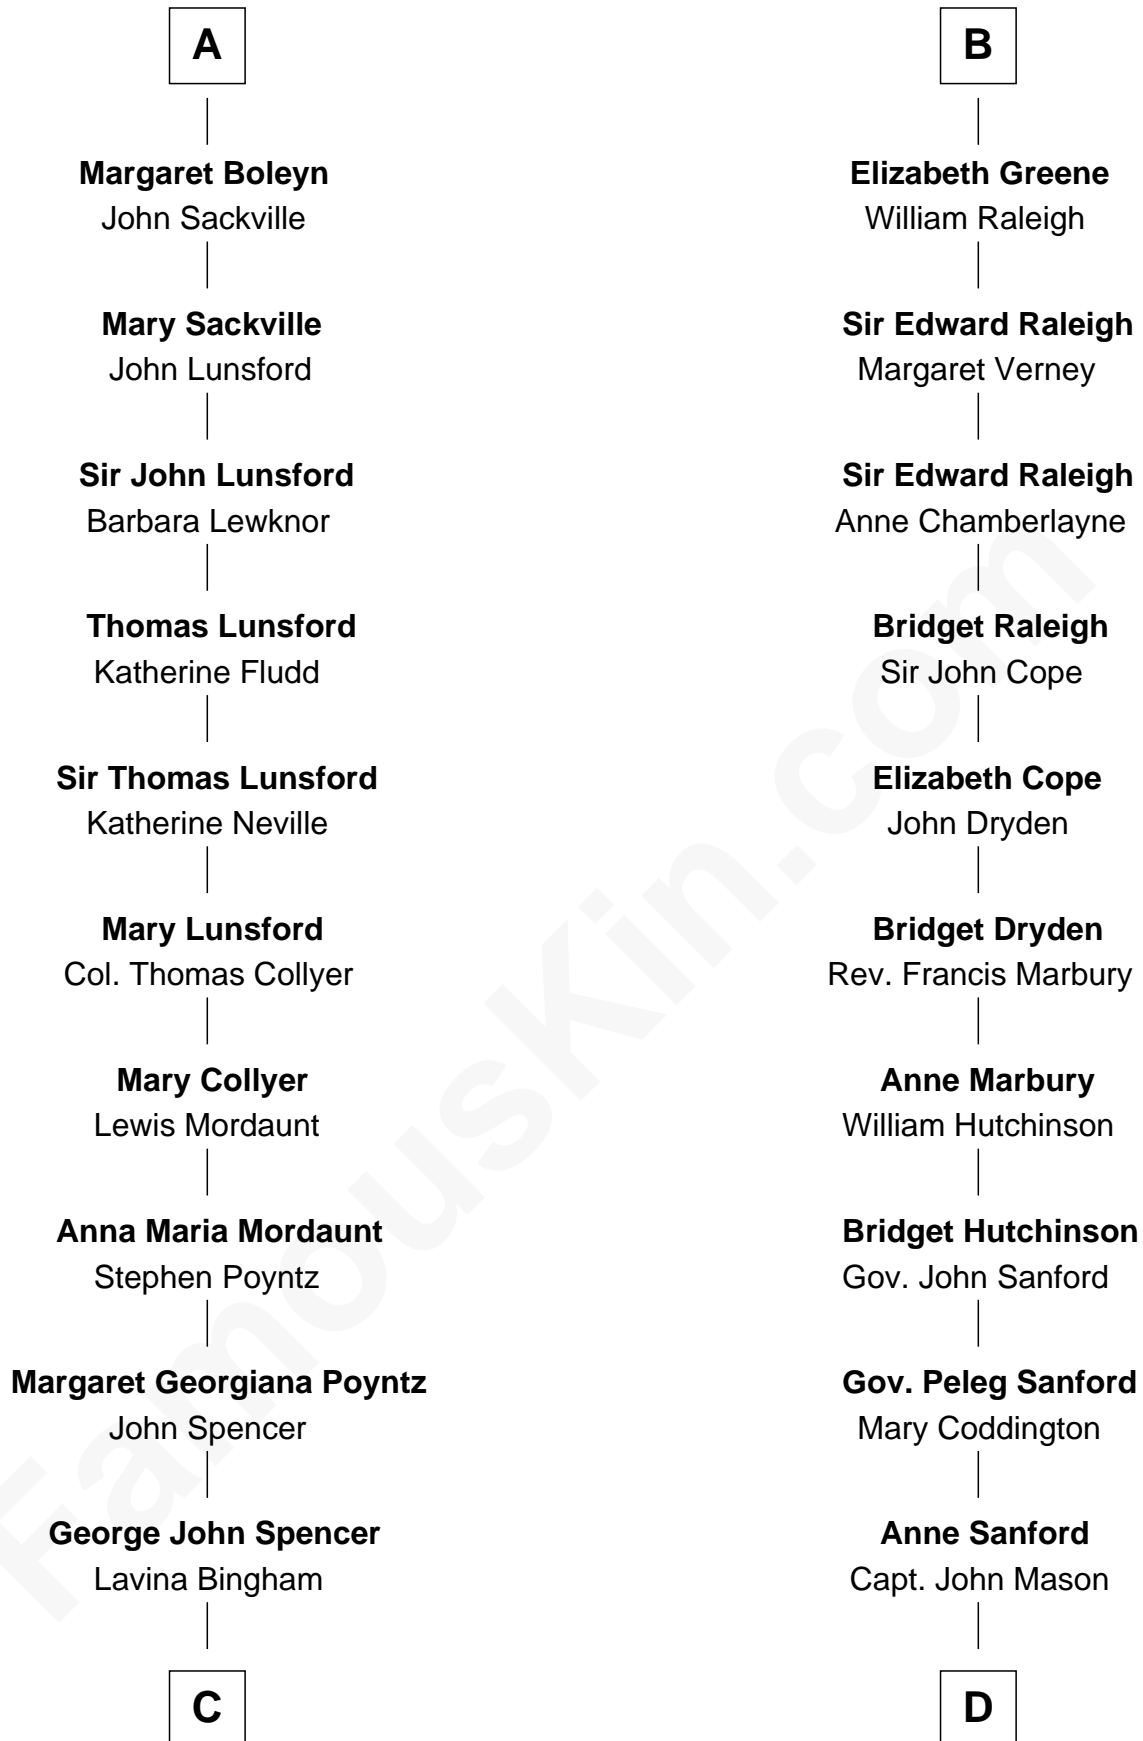 A
Margaret Boleyn
John Sackville
Mary Sackville
John Lunsford
Sir John Lunsford
Barbara Lewknor
Thomas Lunsford
Katherine Fludd
Sir Thomas Lunsford
Katherine Neville
Mary Lunsford
Col. Thomas Collyer
Mary Collyer
Lewis Mordaunt
Anna Maria Mordaunt
Stephen Poyntz
Margaret Georgiana Poyntz
John Spencer
George John Spencer
Lavina Bingham
C
B
Elizabeth Greene
William Raleigh
Sir Edward Raleigh
Margaret Verney
Sir Edward Raleigh
Anne Chamberlayne
Bridget Raleigh
Sir John Cope
Elizabeth Cope
John Dryden
Bridget Dryden
Rev. Francis Marbury
Anne Marbury
William Hutchinson
Bridget Hutchinson
Gov. John Sanford
Gov. Peleg Sanford
Mary Coddington
Anne Sanford
Capt. John Mason
D
FamousKin.com